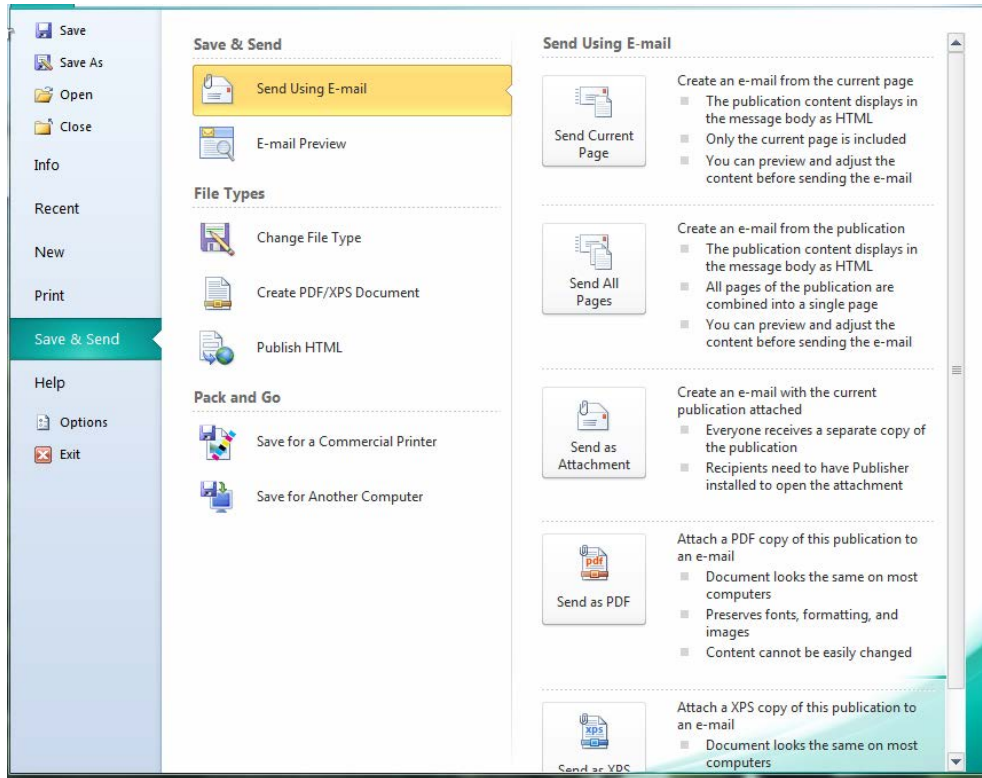 Save
Save As
Open
Close
Info
Recent
New
Print
Save & Send
Help
Options
Exit
Save & Send
Send Using E-mail
E-mail Preview
File Types
Change File Type
Create PDF/XPS Document
Publish HTML
Pack and Go
Save for a Commercial Printer
Save for Another Computer
Send Using E-mail
Send Current
Page
Create an e-mail from the current page
The publication content displays in
the message body as HTML
Only the current page is included
You can preview and adjust the
content before sending the e-mail
Send All
Pages
Create an e-mail from the publication
The publication content displays in
the message body as HTML
All pages of the publication are
combined into a single page
You can preview and adjust the
content before sending the e-mail
Send as
Attachment
Create an e-mail with the current
publication attached
Everyone receives a separate copy of
the publication
Recipients need to have Publisher
installed to open the attachment
pdf
Send as PDF
Attach a PDF copy of this publication to
an e-mail
Document looks the same on most
computers
Preserves fonts, formatting, and
images
Content cannot be easily changed
xps
Send as XPS
Attach a XPS copy of this publication to
an e-mail
Document looks the same on most
computers